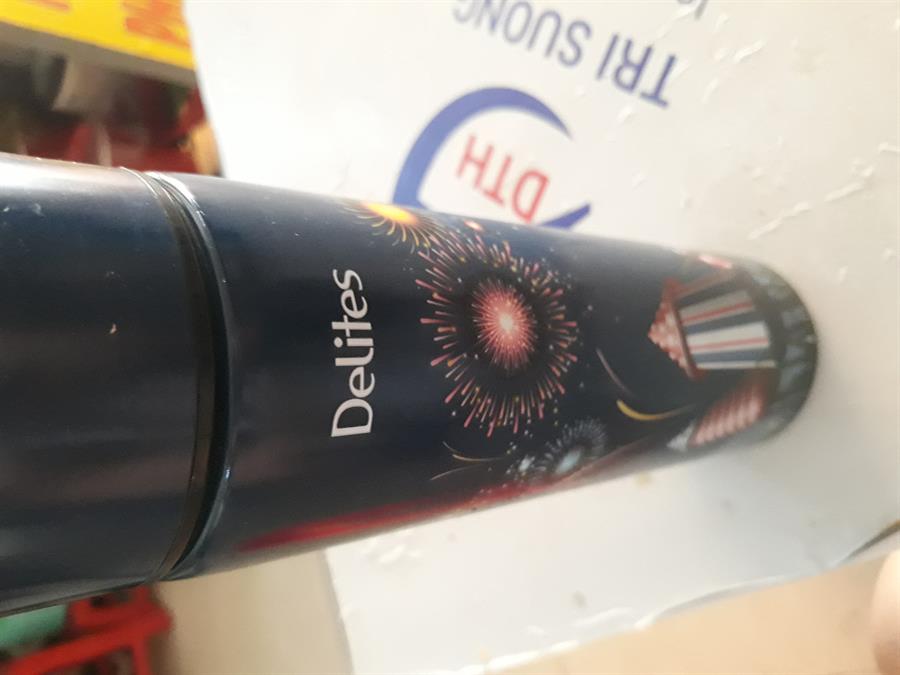 Delites
DTH
TRI SUONG